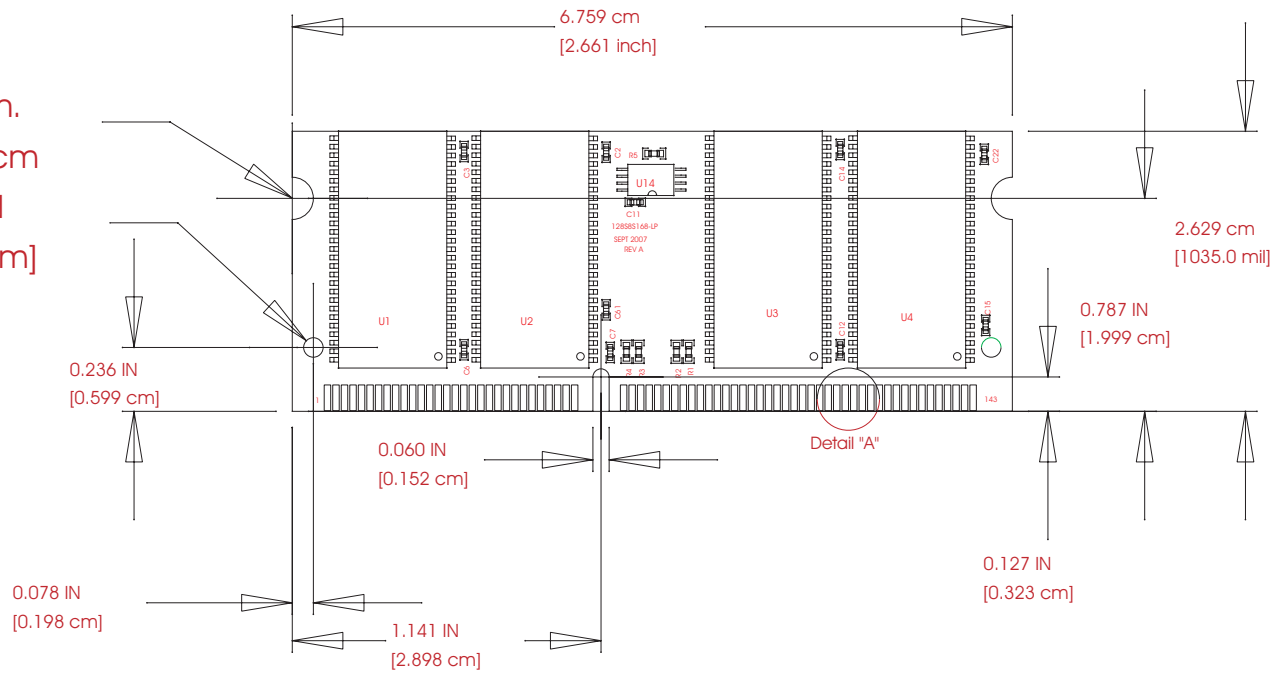 6.759 cm
[2.661 inch]
cm
m]
2.629 cm
[1035.0 mil]
0.787 IN
[1.999 cm]
0.236 IN
[0.599 cm]
0.060 IN
[0.152 cm]
0.127 IN
[0.323 cm]
0.078 IN
[0.198 cm]
1.141 IN
[2.898 cm]
Detail "A"
U1
U2
U3
U4
U14
R5
C2
C3
C14
C22
C11
128S8S168-LP
SEPT 2007
REV A
C61
C7
C6
C12
C15
R4
R3
R2
R1
1
143